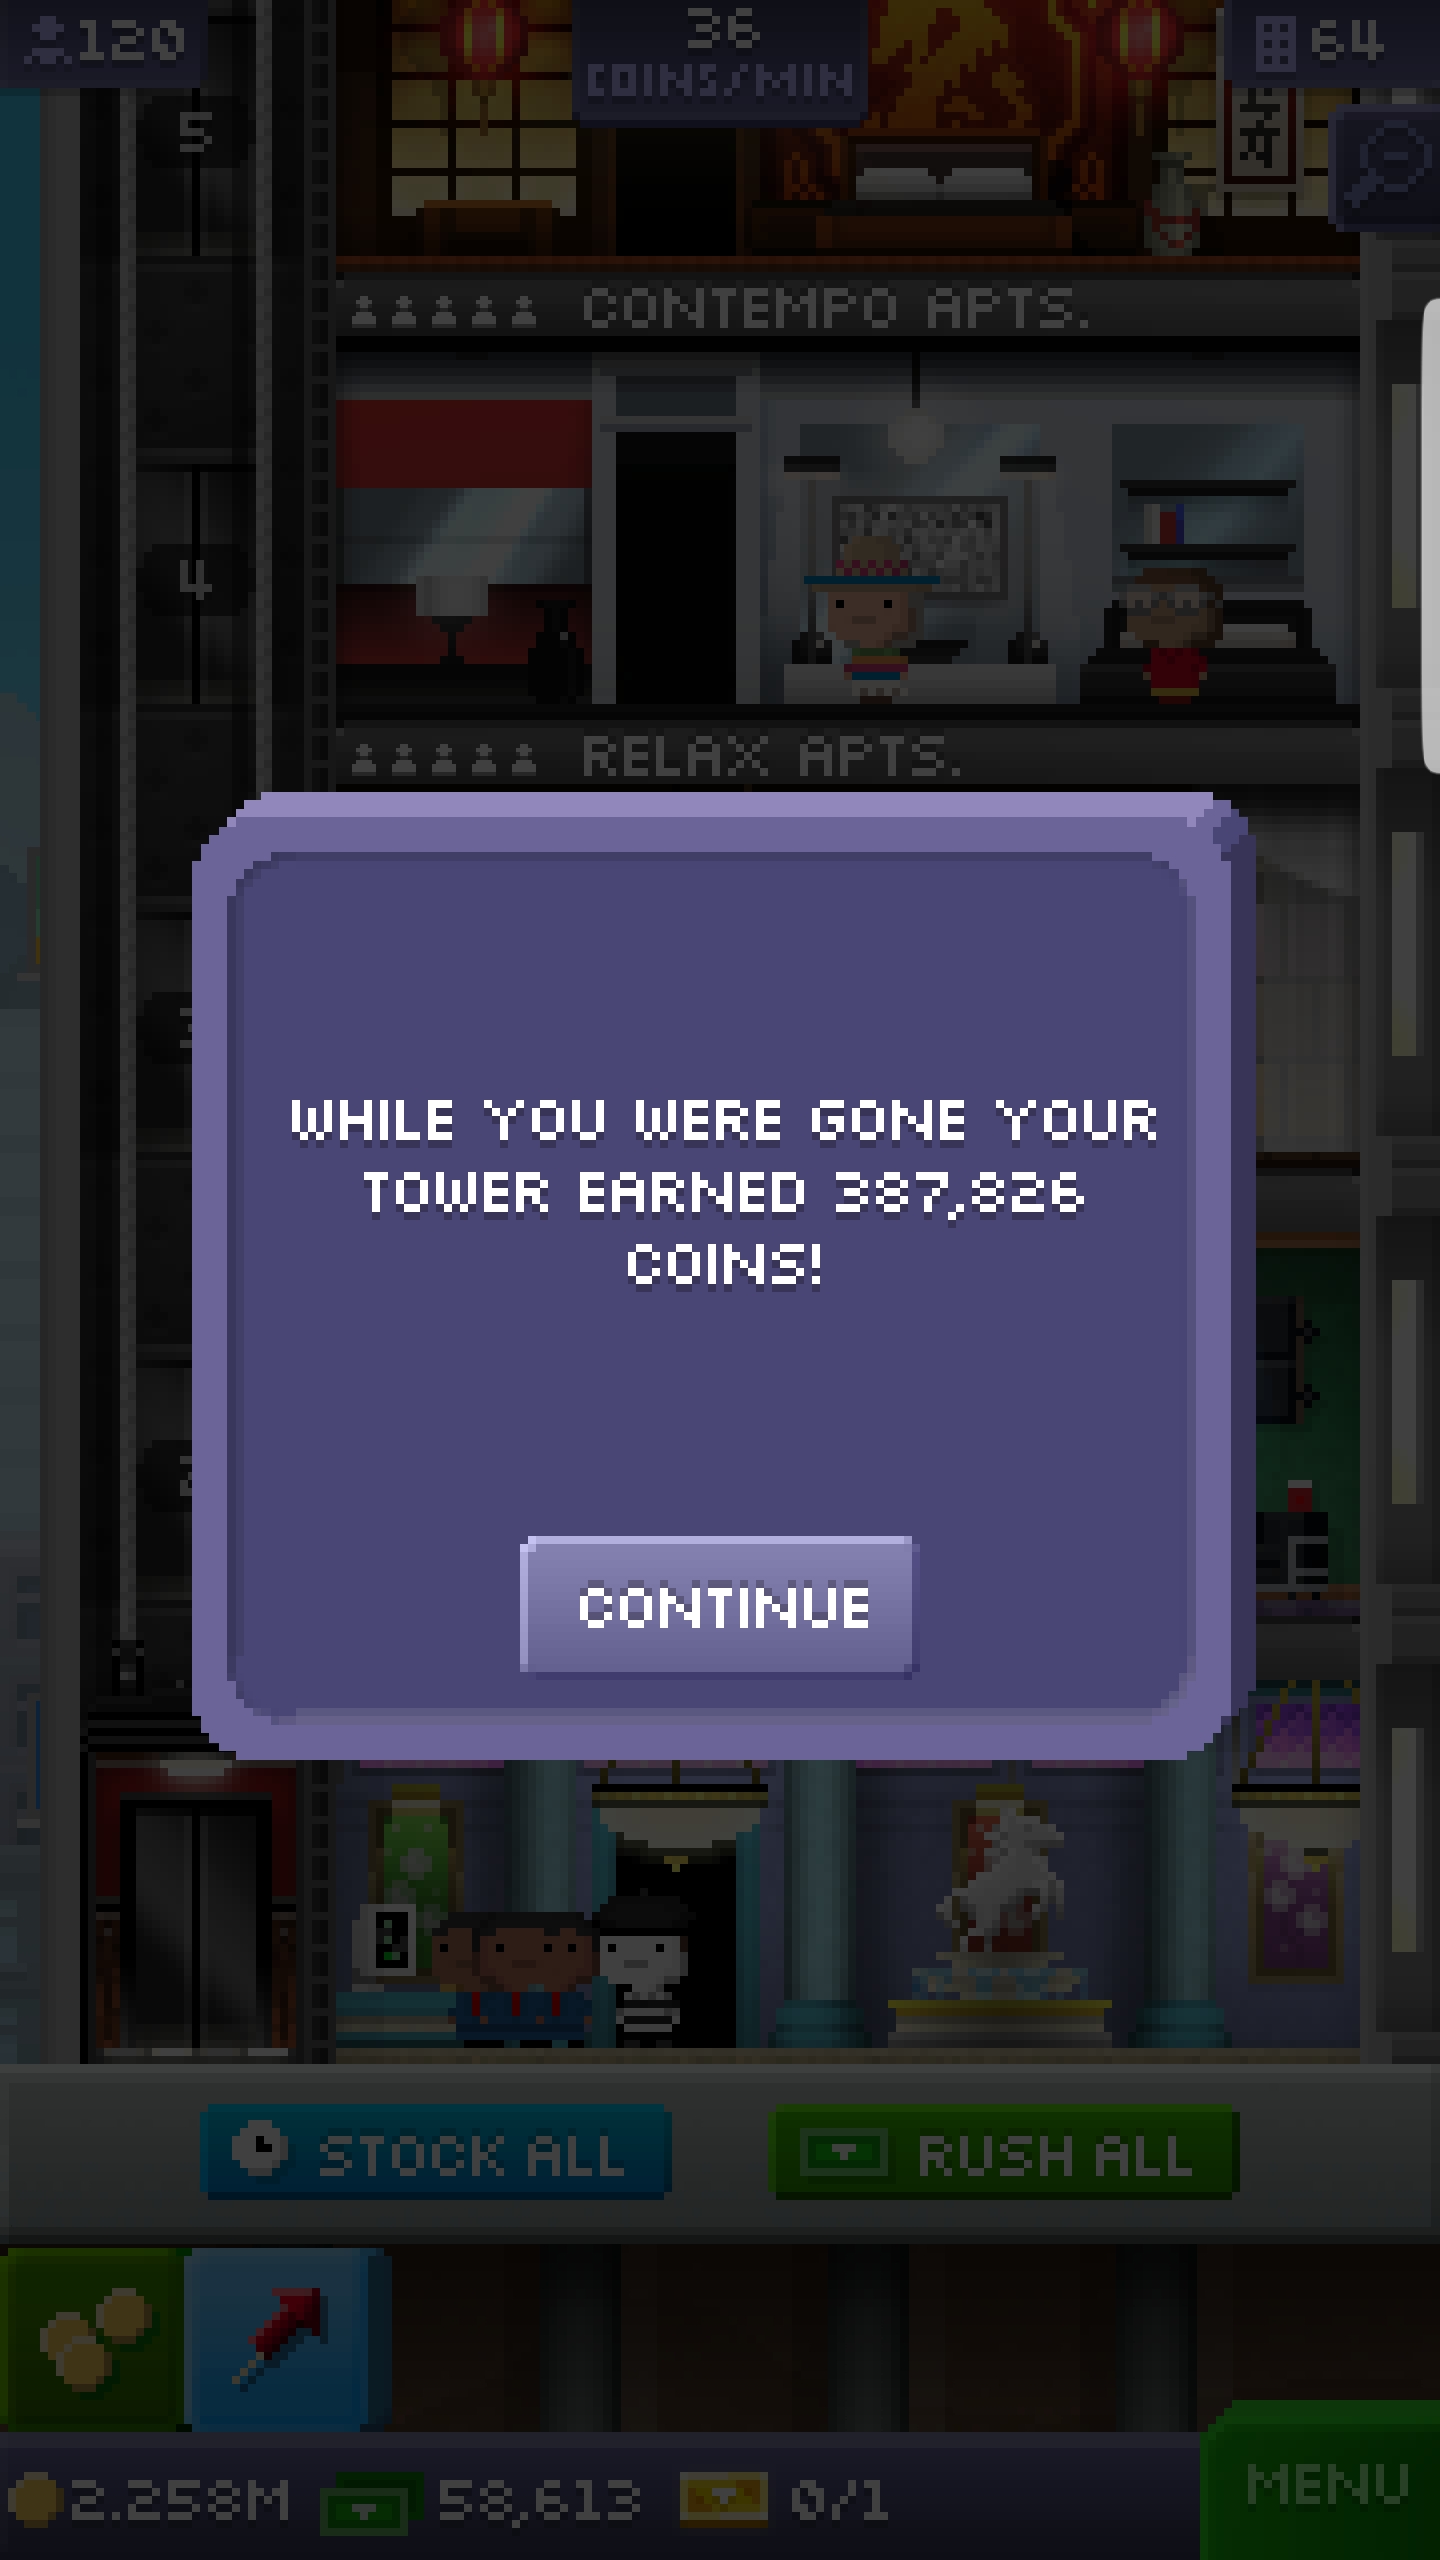 120
36
COINS/MIN
64
5
CONTEMPO APTS.
4
RELAX APTS.
WHILE YOU WERE GONE YOUR
TOWER EARNED 387,826
COINS!
CONTINUE
STOCK ALL
RUSH ALL
2.258M
58,613
0/1
MENU